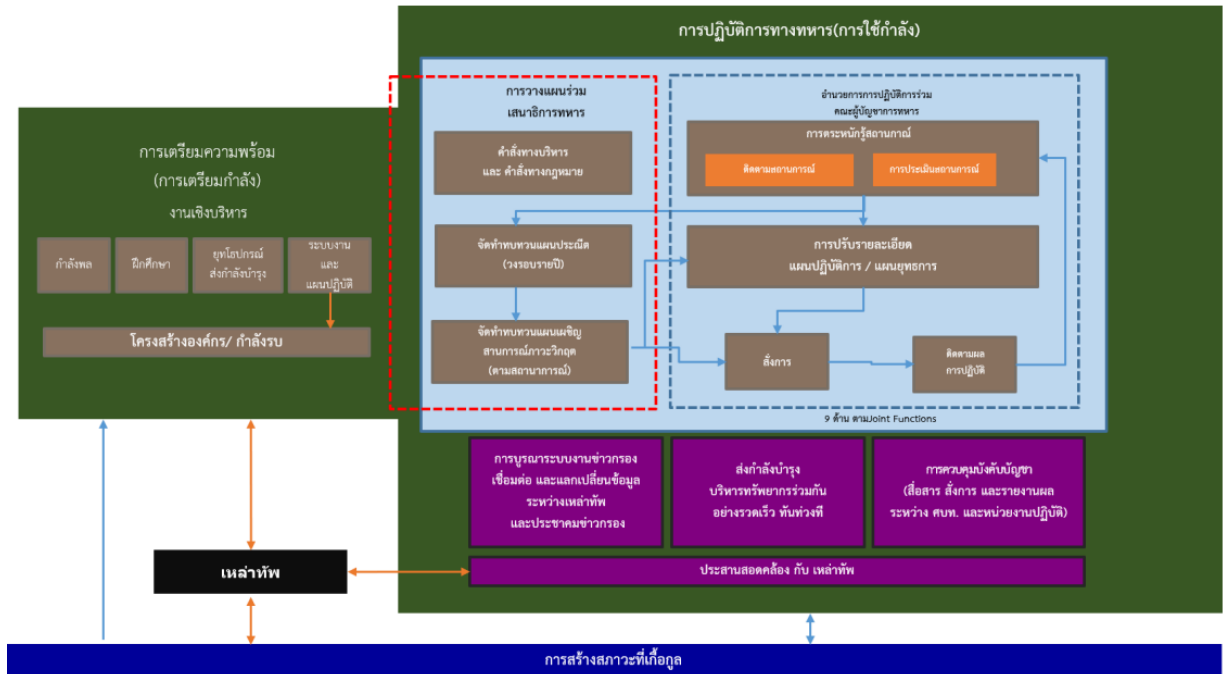 การปฏิบัติการทางทหาร(การใช้กำลัง)
การเตรียมความพร้อม
(การเตรียมกำลัง)
งานเชิงบริหาร
กำลังพล
ฝึกศึกษา
ยุทโธปกรณ์
ส่งกำลังบำรุง
ระบบงาน
และ
แผนปฏิบัติ
โครงสร้างองค์กร/ กำลังรบ
การวางแผนร่วม
เสนาธิการทหาร
คำสั่งทางบริหาร
และ คำสั่งทางกฎหมาย
จัดทำทบทวนแผนประณีต
(วงรอบรายปี)
จัดทำทบทวนแผนเผชิญ
สานการณ์ภาวะวิกฤต
(ตามสถานาการณ์)
อำนวยการการปฏิบัติการร่วม
คณะผู้บัญชาการทหาร
การตระหนักรู้สถานกาณ์
ติดตามสถานการณ์
การประเมินสถานการณ์
การปรับรายละเอียด
แผนปฏิบัติการ / แผนยุทธการ
สั่งการ
ติดตามผล
การปฏิบัติ
9 ด้าน ตามJoint Functions
การบูรณาระบบงานข่าวกรอง
เชื่อมต่อ และแลกเปลี่ยนข้อมูล
ระหว่างเหล่าทัพ
และประชาคมข่าวกรอง
ส่งกำลังบำรุง
บริหารทรัพยากรร่วมกัน
อย่างรวดเร็ว ทันท่วงที
การควบคุมบังคับบัญชา
(สื่อสาร สั่งการ และรายงานผล
ระหว่าง ศบท. และหน่วยงานปฏิบัติ)
ประสานสอดคล้อง กับ เหล่าทัพ
เหล่าทัพ
การสร้างสภาวะที่เกื้อกูล